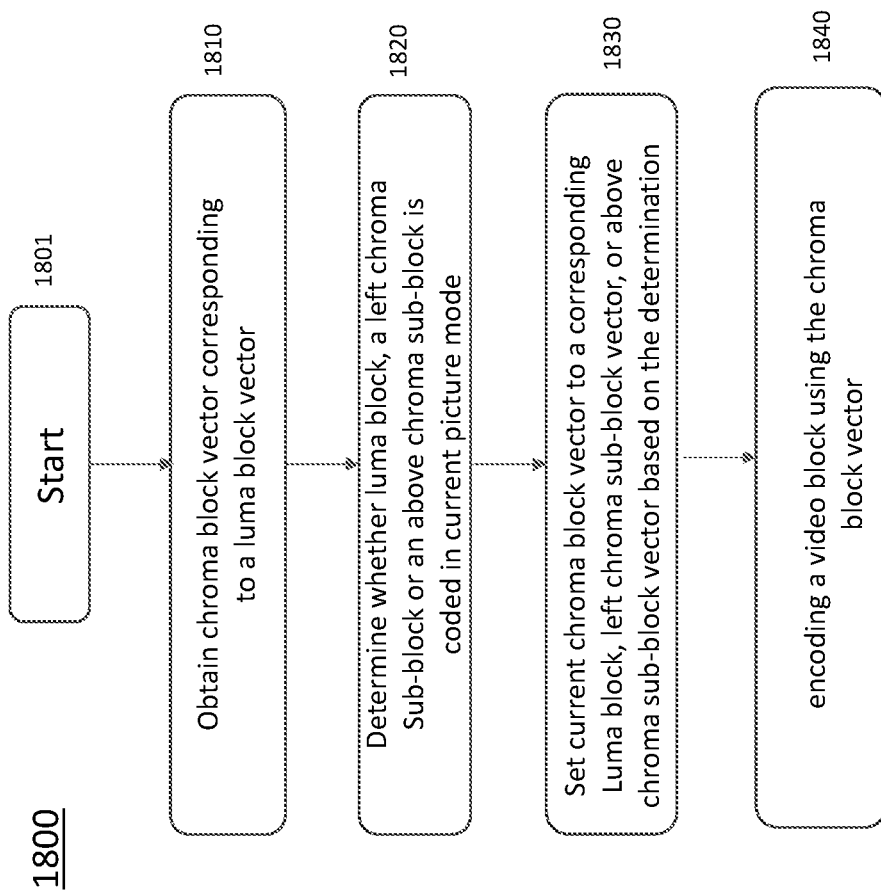 1800
Start
1801
Obtain chroma block vector corresponding
to a luma block vector
1810
Determine whether luma block, a left chroma
Sub-block or an above chroma sub-block is
coded in current picture mode
1820
Set current chroma block vector to a corresponding
Luma block, left chroma sub-block vector, or above
chroma sub-block vector based on the determination
1830
encoding a video block using the chroma
block vector
1840